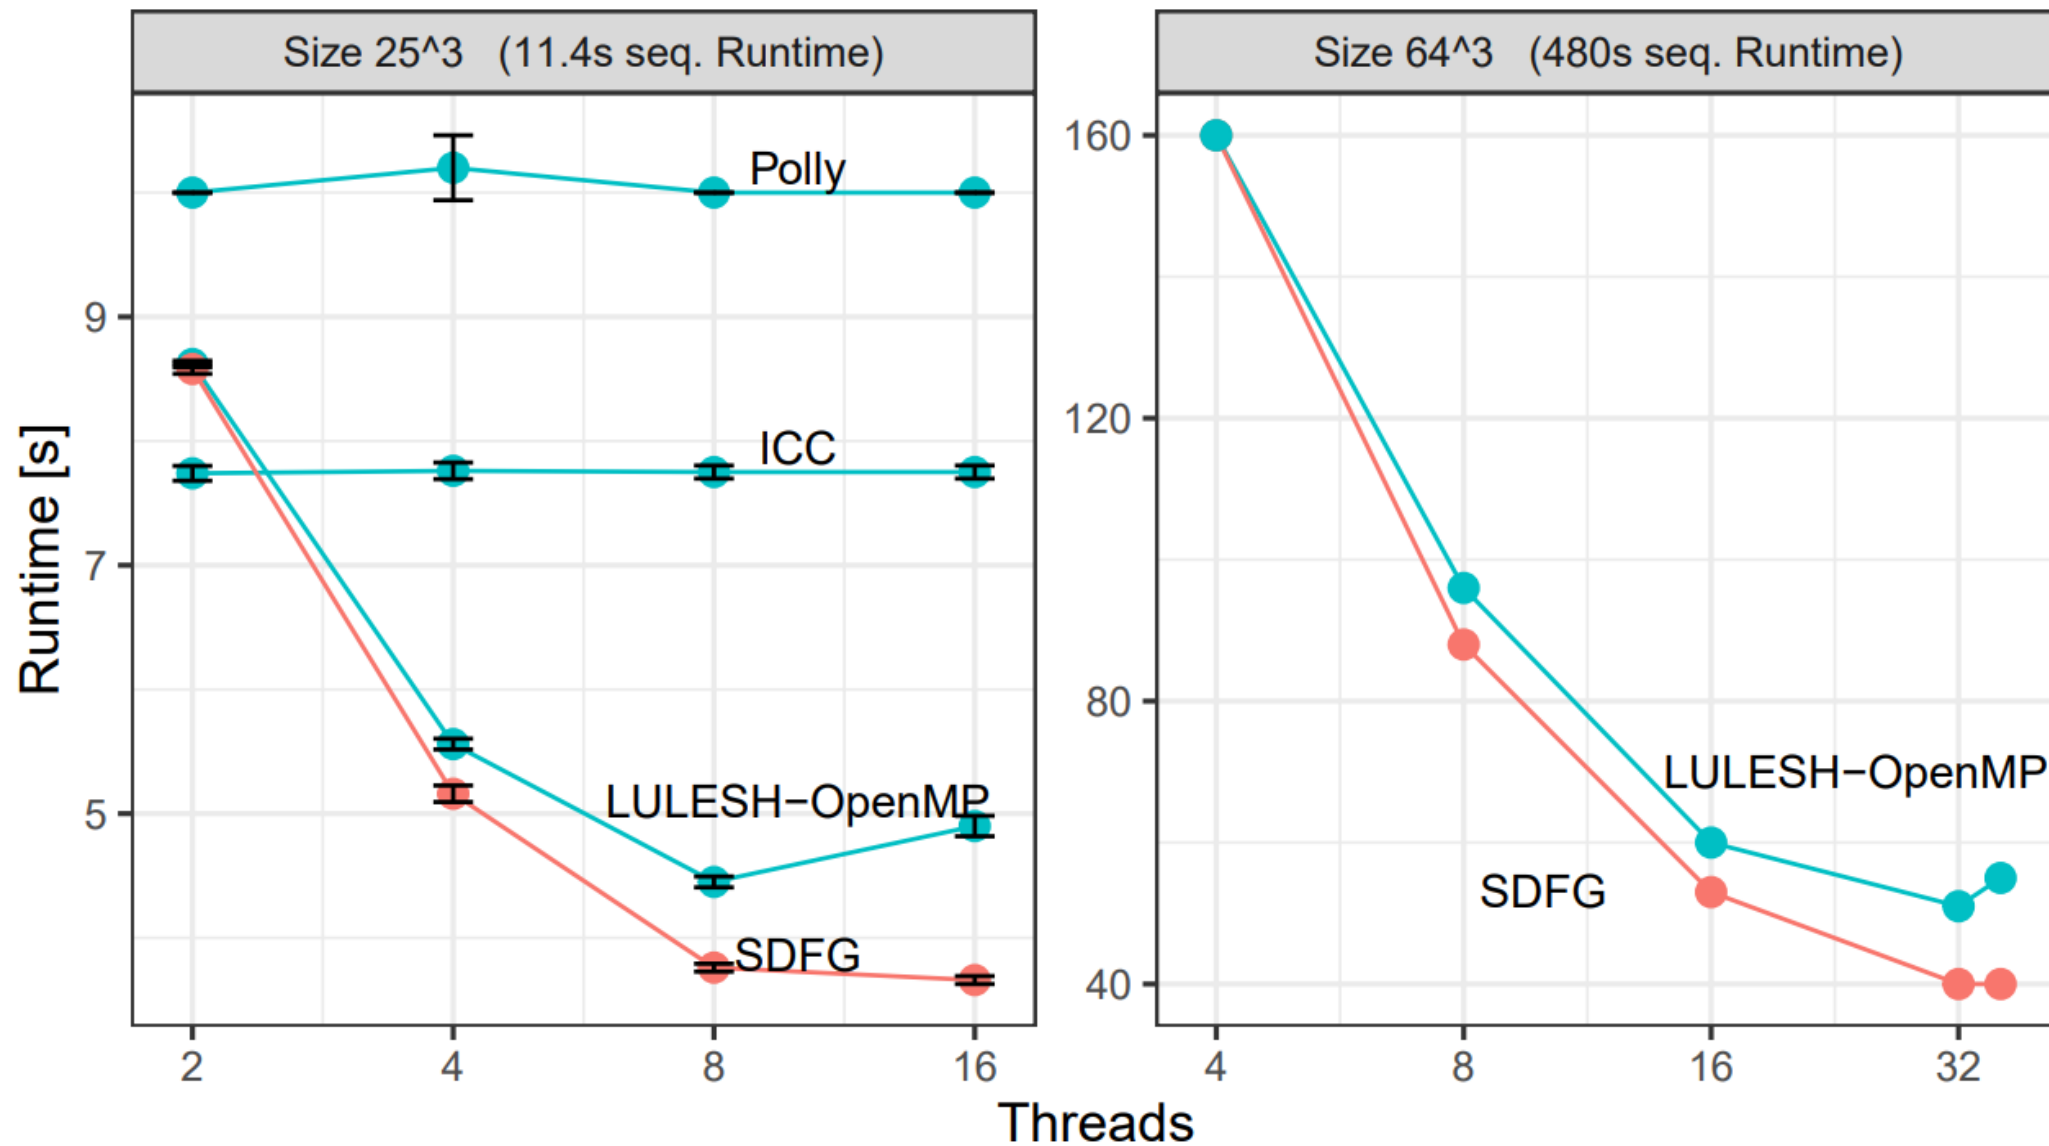 Size 25^3 (11.4s seq. Runtime)
Size 64^3 (480s seq. Runtime)
Runtime [s]
9
7
5
Polly
ICC
LULESH−OpenMP
SDFG
2 4 8 16
160
120
80
40
LULESH−OpenMP
SDFG
4 8 16 32
Threads